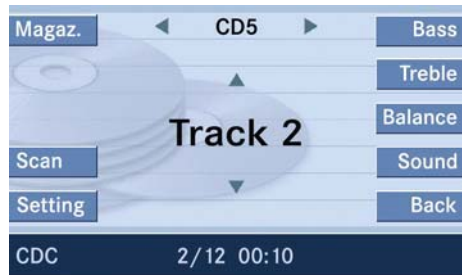 Magaz. CD5 Bass
Treble
Track 2
Balance
Scan Sound
Setting Back
CDC 2/12 00:10